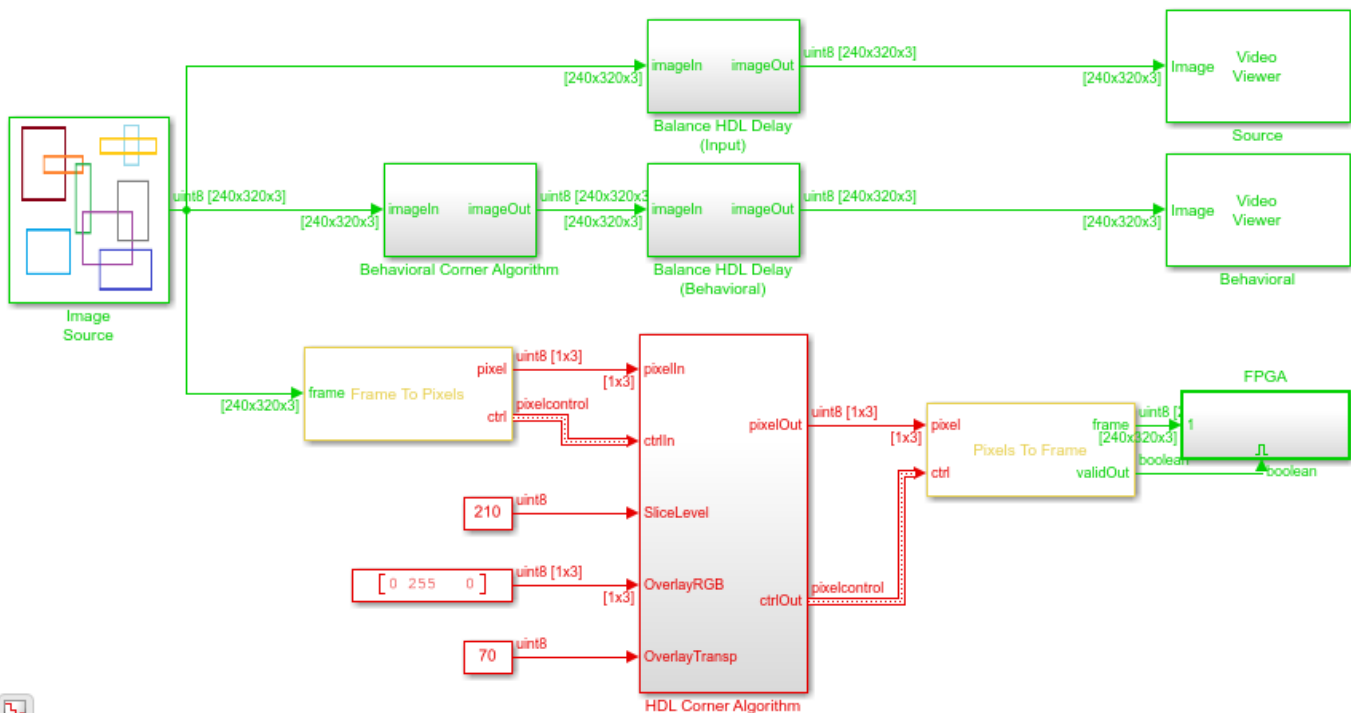 imageIn imageOut
Balance HDL Delay
(Input)
uint8 [240x320x3]
[240x320x3]
[240x320x3]
Image
Video
Viewer
Source
Image
Source
uint8 [240x320x3]
[240x320x3]
imageIn imageOut
Behavioral Corner Algorithm
uint8 [240x320x3
[240x320x3]
imageIn imageOut
Balance HDL Delay
(Behavioral)
uint8 [240x320x3]
[240x320x3]
Image
Video
Viewer
Behavioral
[240x320x3]
frame
Frame To Pixels
pixel
ctrl
uint8 [1x3]
[1x3]
pixelcontrol
210
uint8
[0 255 0]
uint8 [1x3]
[1x3]
70
uint8
pixelIn
ctrlIn
SliceLevel
OverlayRGB
OverlayTransp
pixelOut
ctrlOut
HDL Corner Algorithm
uint8 [1x3]
[1x3]
pixelcontrol
pixel
ctrl
Pixels To Frame
frame
validOut
uint8 [
[240x320x3]
boolean
boolean
FPGA
1